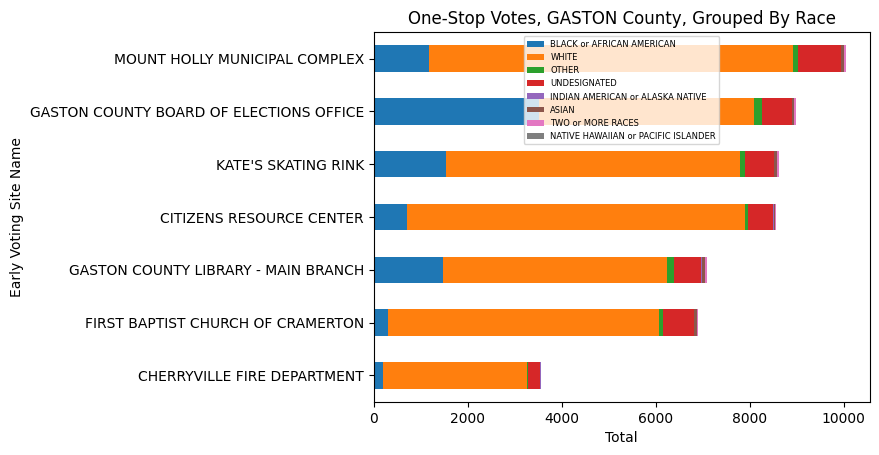 One-Stop Votes, GASTON County, Grouped By Race
BLACK or AFRICAN AMERICAN
WHITE
OTHER
UNDESIGNATED
INDIAN AMERICAN or ALASKA NATIVE
ASIAN
TWO or MORE RACES
NATIVE HAWAIIAN or PACIFIC ISLANDER
Early Voting Site Name
MOUNT HOLLY MUNICIPAL COMPLEX
GASTON COUNTY BOARD OF ELECTIONS OFFICE
KATE'S SKATING RINK
CITIZENS RESOURCE CENTER
GASTON COUNTY LIBRARY - MAIN BRANCH
FIRST BAPTIST CHURCH OF CRAMERTON
CHERRYVILLE FIRE DEPARTMENT
0 2000 4000 6000 8000 10000
Total